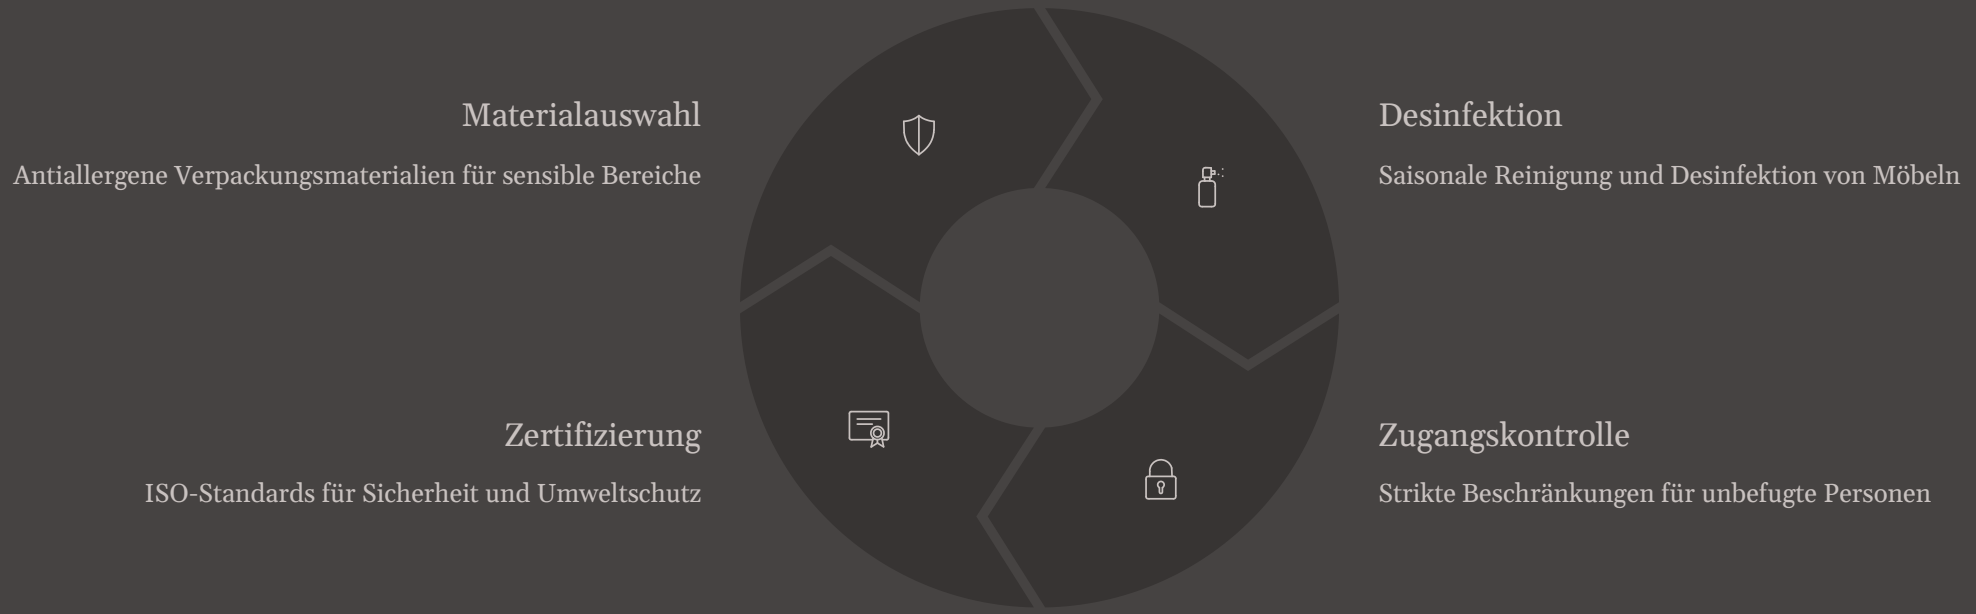 Materialauswahl
Antiallergene Verpackungsmaterialien für sensible Bereiche
Desinfektion
Saisonale Reinigung und Desinfektion von Möbeln
Zertifizierung
ISO-Standards für Sicherheit und Umweltschutz
Zugangskontrolle
Strikte Beschränkungen für unbefugte Personen